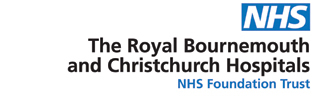 NHS
The Royal Bournemouth
and Christchurch Hospitals
NHS Foundation Trust